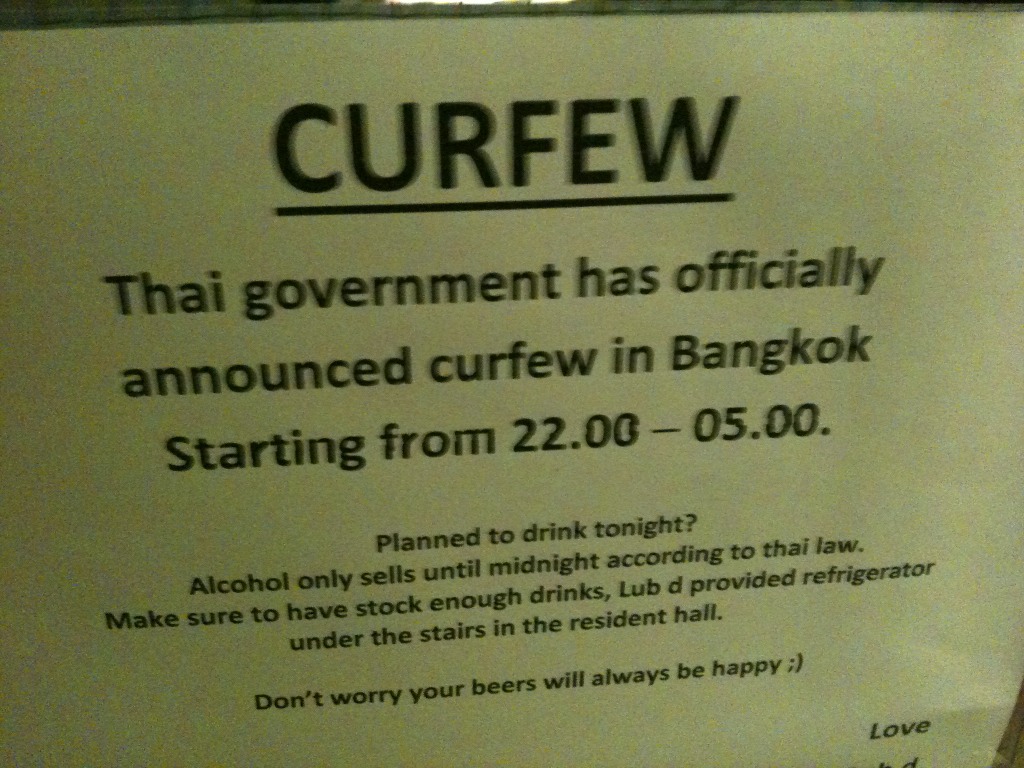 CURFEW
Thai government has officially
announced curfew in Bangkok
Starting from 22.00 – 05.00.
Planned to drink tonight?
Alcohol only sells until midnight according to thai law.
Make sure to have stock enough drinks, Lub d provided refrigerator
under the stairs in the resident hall.
Don't worry your beers will always be happy ;)
Love